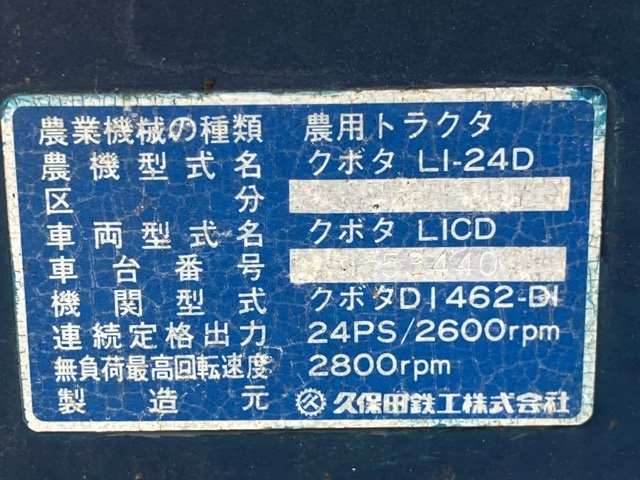 農業機械の種類 農用トラクタ
農機型式名 クボタ L1-24D
区分
車両型式名 クボタ L1CD
車台番号 53440
機関型式 クボタD1462-D1
連続定格出力 24PS/2600rpm
無負荷最高回転速度 2800rpm
製造元 久保田鉄工株式会社